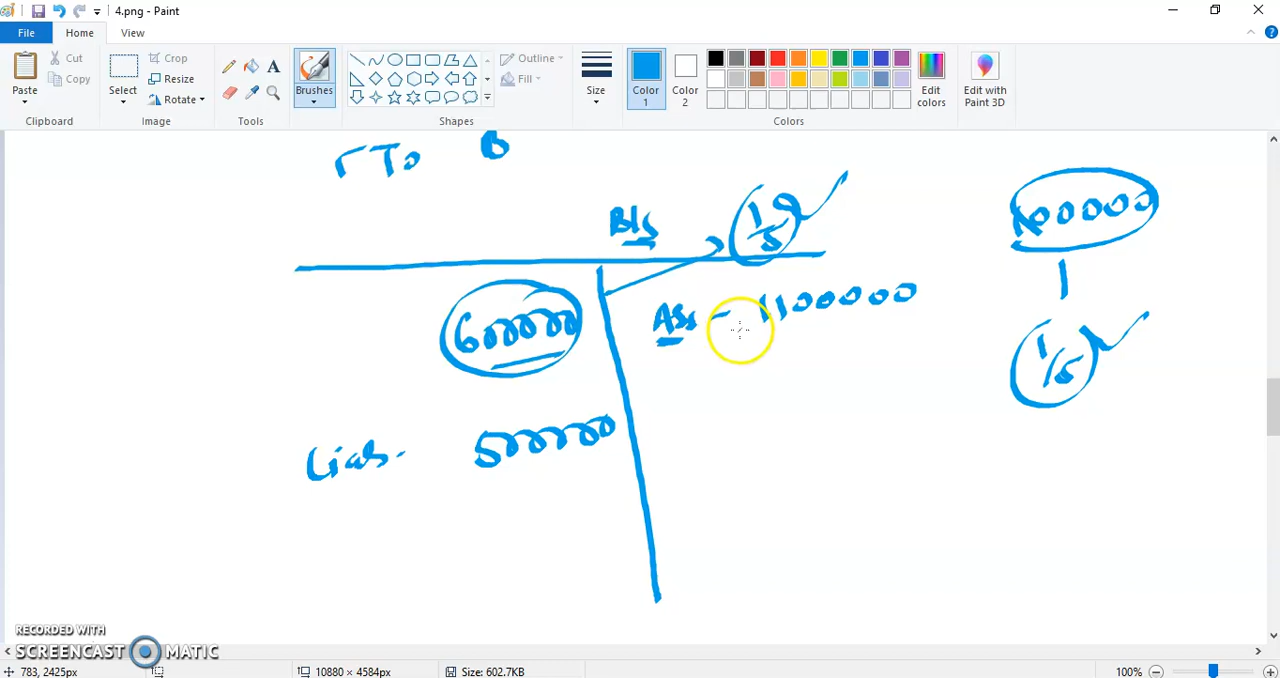 4.png - Paint
File Home View
Paste
Cut
Copy
Clipboard
Select
Crop
Resize
Rotate
Image
Tools
Brushes
Shapes
Outline
Fill
Size
Color 1
Color 2
Edit colors
Colors
Edit with Paint 3D
B/s
1/5
600000
Ass - 1100000
Liab. 500000
1
1/5
RECORDED WITH
SCREENCAST MATIC
783, 2425px
10880 × 4584px
Size: 602.7KB
100%